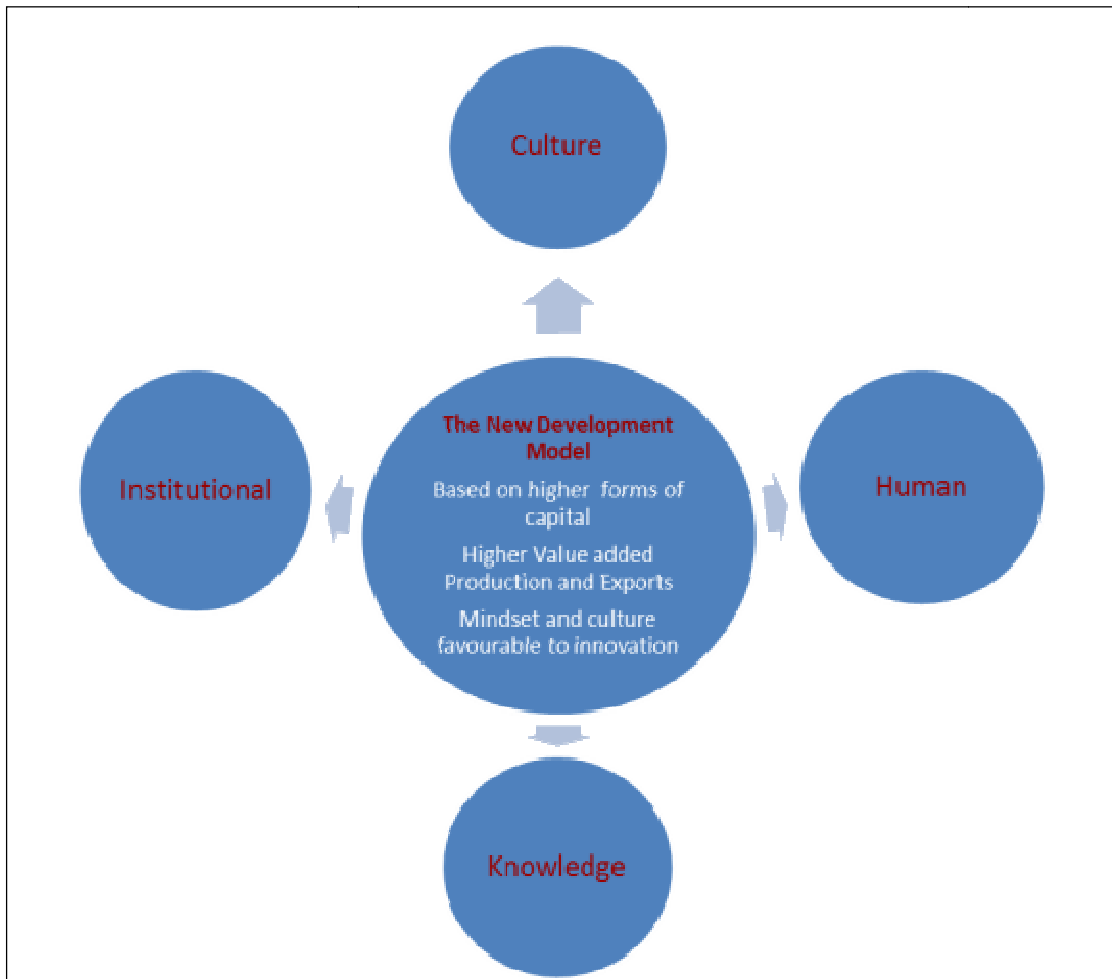 Culture
The New Development
Model
Based on higher forms of
capital
Higher Value added
Production and Exports
Mindset and culture
favourable to innovation
Institutional
Human
Knowledge